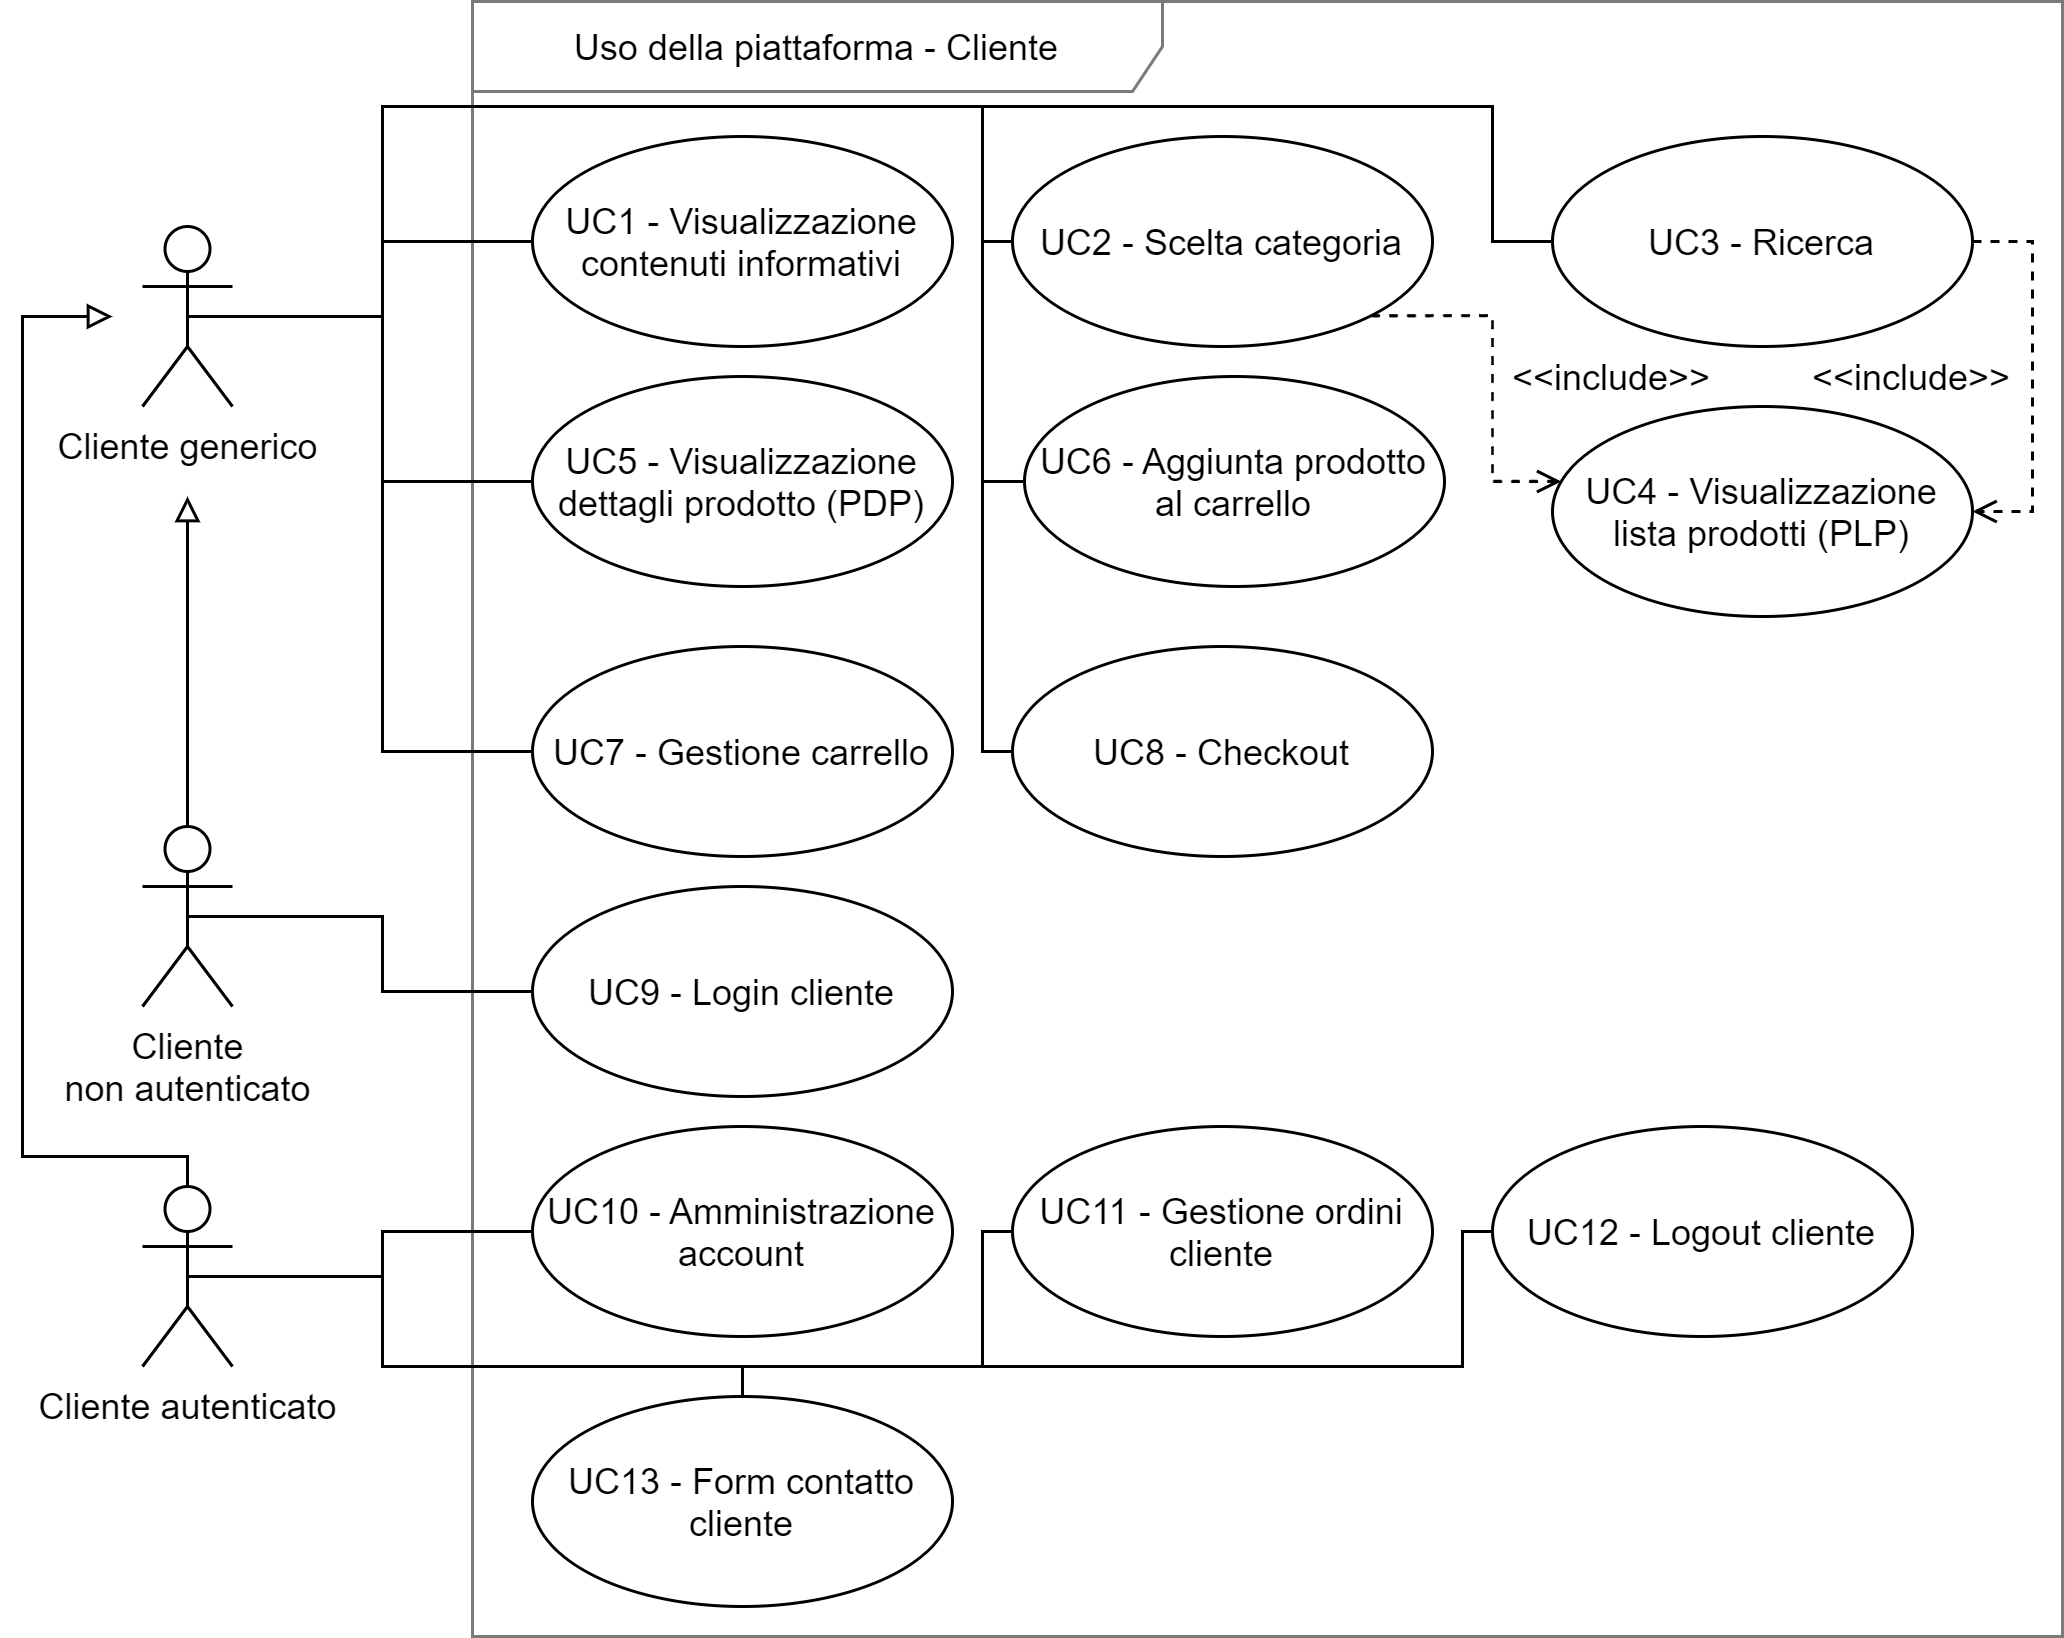 Uso della piattaforma - Cliente
UC1 - Visualizzazione
contenuti informativi
UC2 - Scelta categoria
UC3 - Ricerca
<<include>>
<<include>>
Cliente generico
UC5 - Visualizzazione
dettagli prodotto (PDP)
UC6 - Aggiunta prodotto
al carrello
UC4 - Visualizzazione
lista prodotti (PLP)
UC7 - Gestione carrello
UC8 - Checkout
UC9 - Login cliente
Cliente
non autenticato
UC10 - Amministrazione
account
UC11 - Gestione ordini
cliente
UC12 - Logout cliente
Cliente autenticato
UC13 - Form contatto
cliente